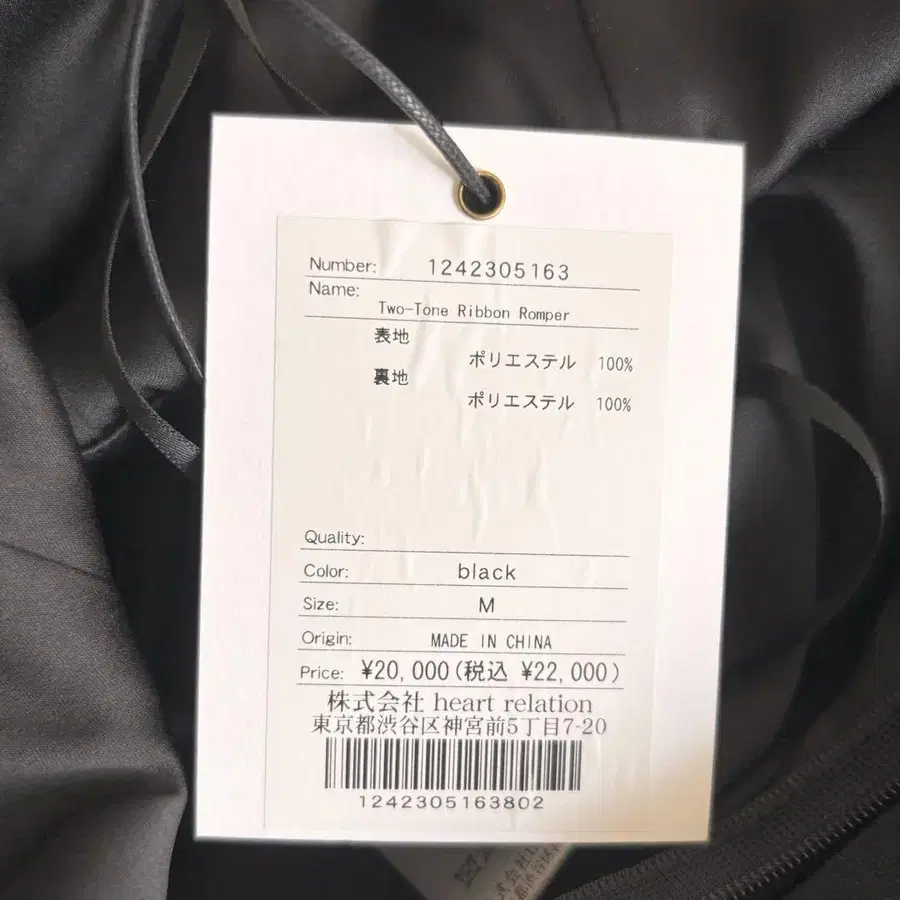 Number: 1242305163
Name:
Two-Tone Ribbon Romper
表地
ポリエステル 100%
裏地
ポリエステル 100%
Quality:
Color: black
Size: M
Origin: MADE IN CHINA
Price: ¥20,000(税込 ¥22,000)
株式会社 heart relation
東京都渋谷区神宮前5丁目7-20
1242305163802